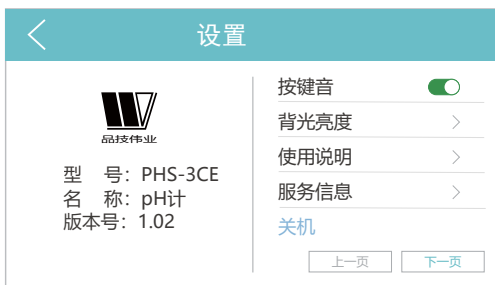 设置
品技伟业
型 号：PHS-3CE
名 称：pH计
版本号：1.02
按键音
背光亮度
使用说明
服务信息
关机
上一页 下一页